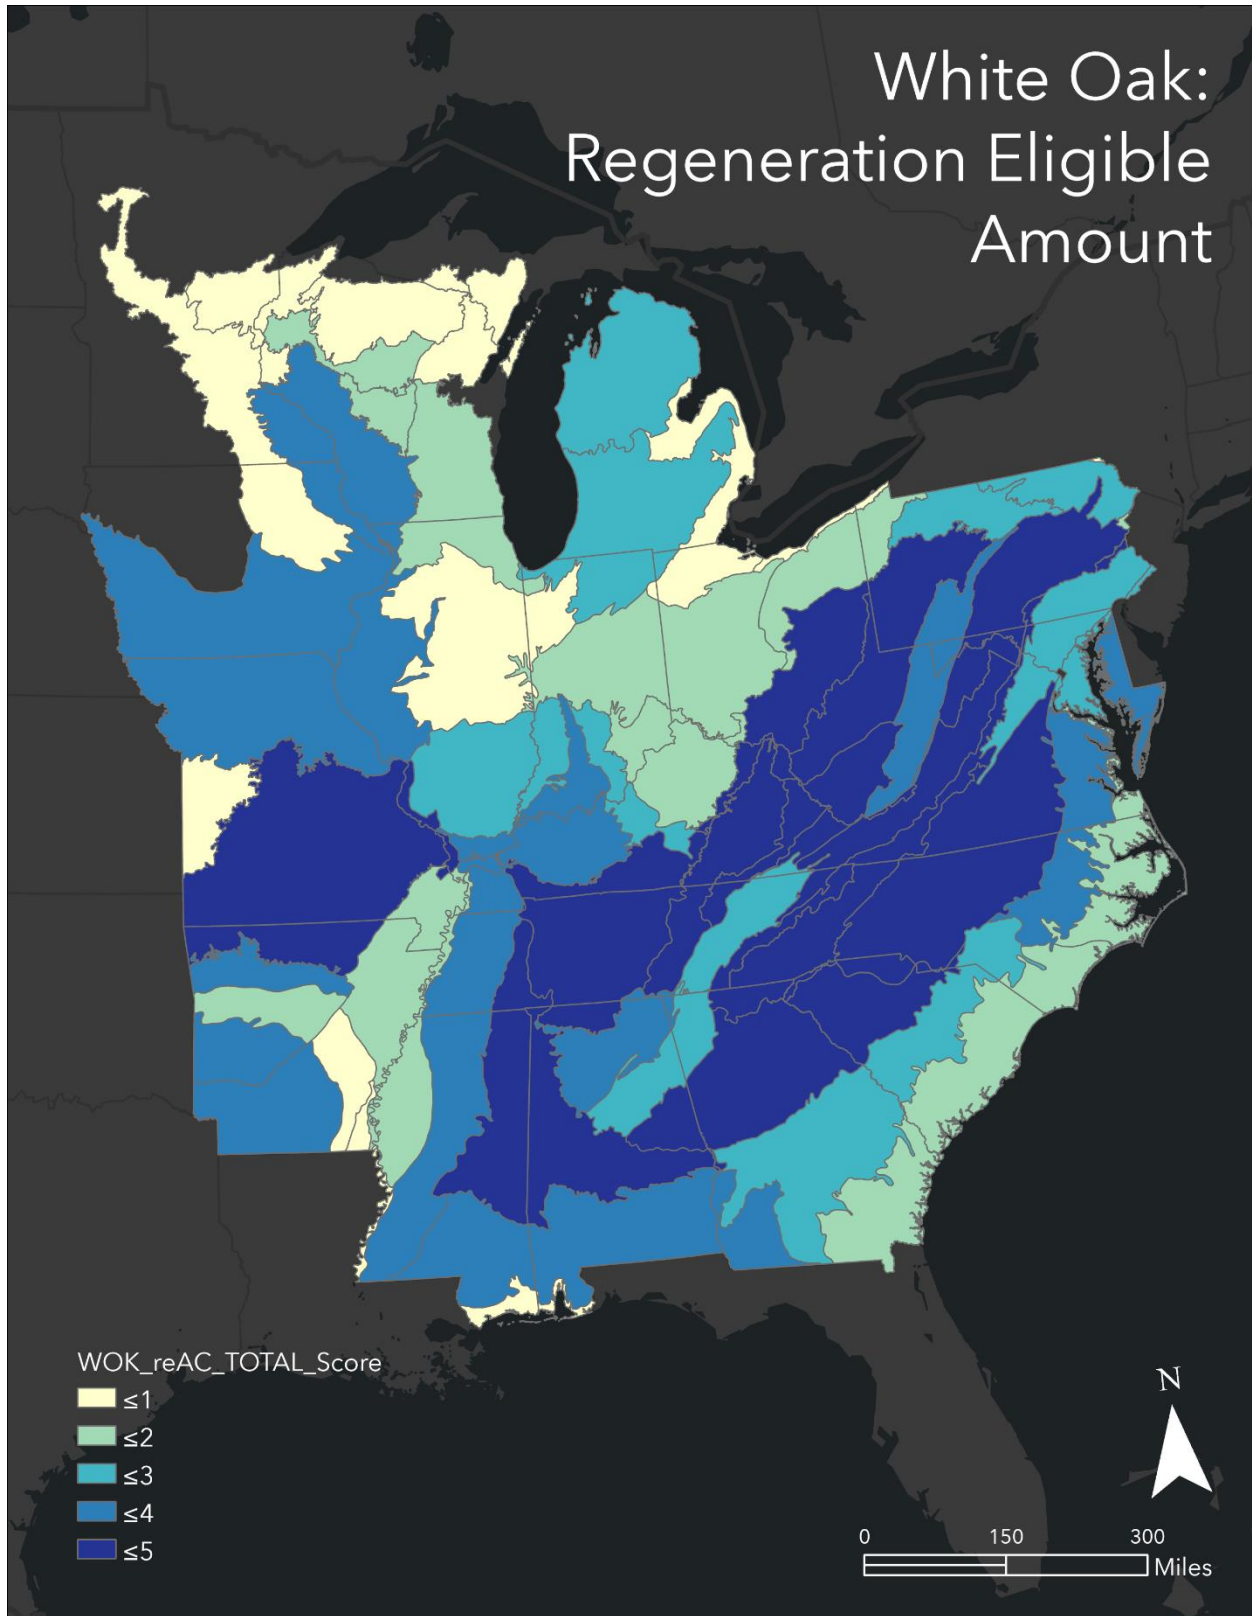 White Oak:
Regeneration Eligible
Amount
WOK_reAC_TOTAL_Score
≤1
≤2
≤3
≤4
≤5
N
0 150 300
Miles